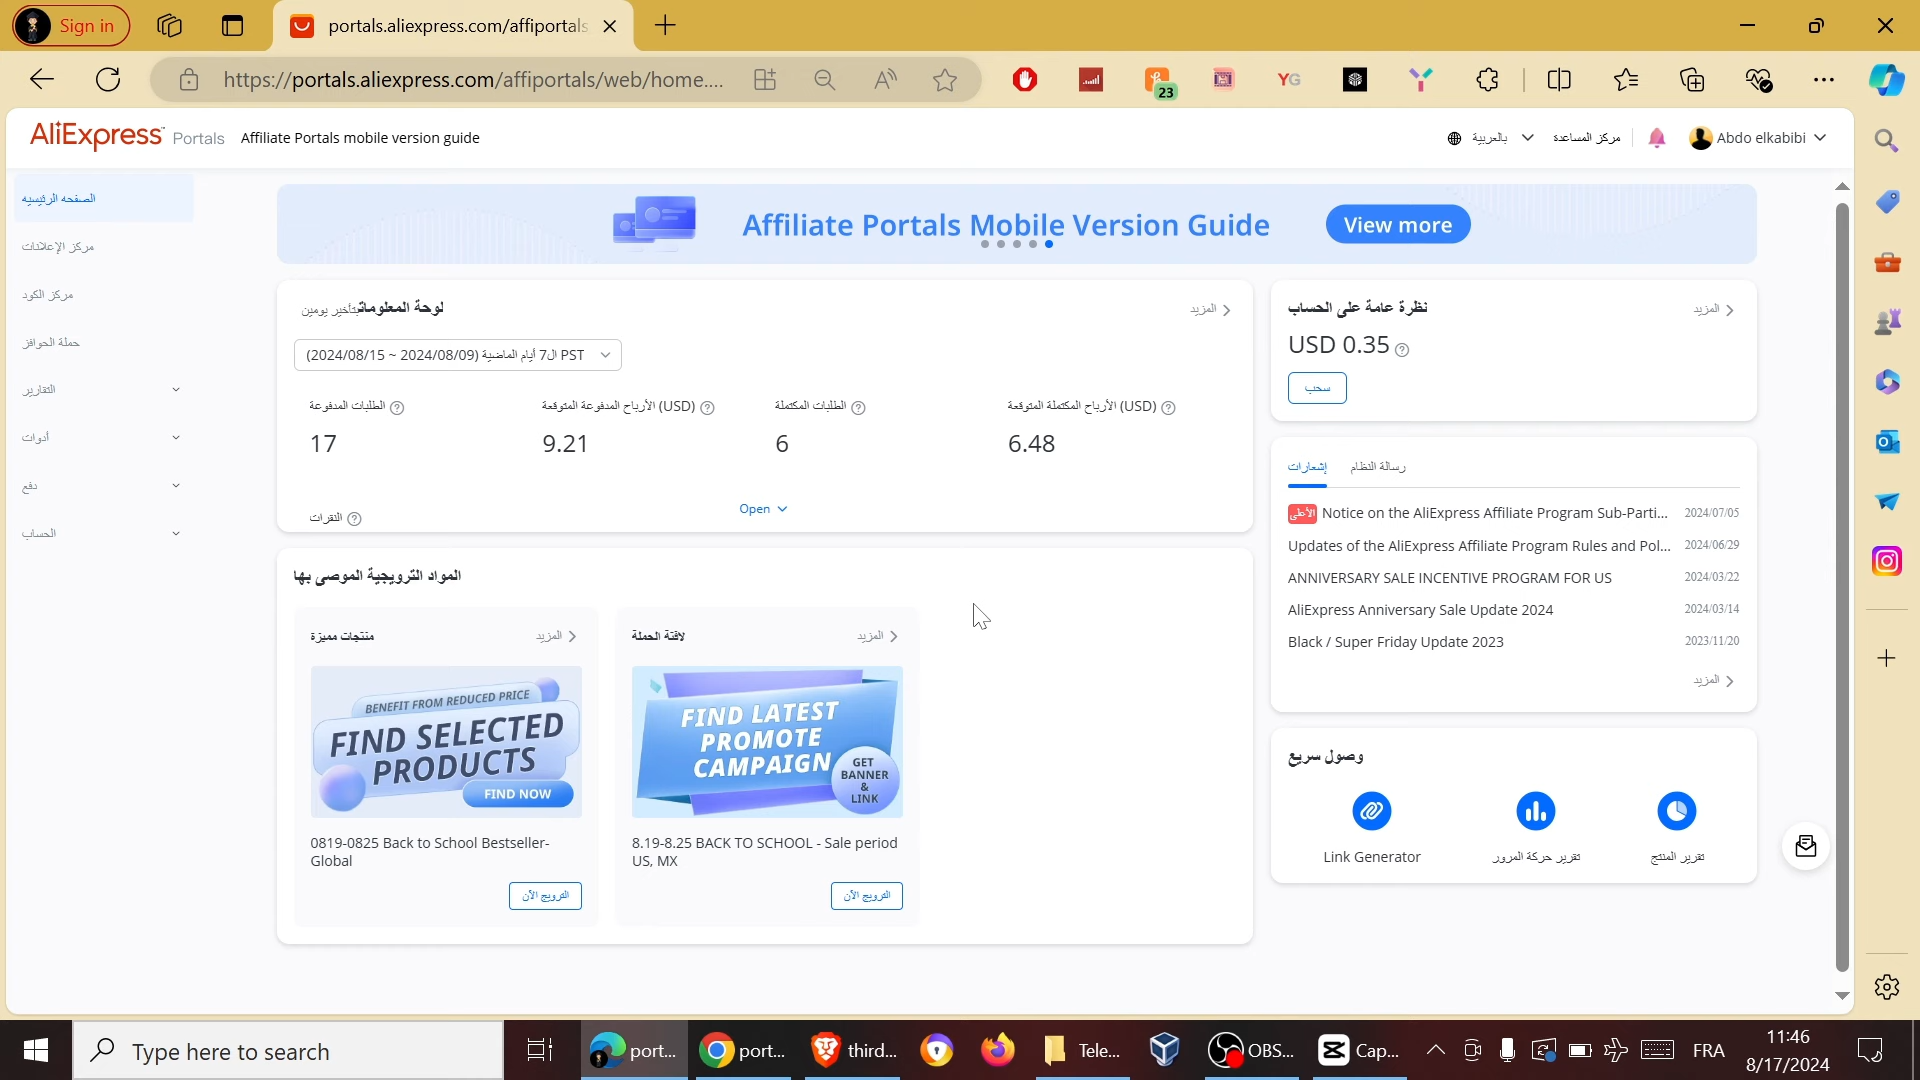 Sign in
portals.aliexpress.com/affiportals
https://portals.aliexpress.com/affiportals/web/home....
23
YG
AliExpress Portals Affiliate Portals mobile version guide
بالعربية
مركز المساعدة
Abdo elkabibi
الصفحه الرئيسيه
مركز الإعلانات
مركز الكود
حملة الحوافز
التقارير
أدوات
دفع
الحساب
Affiliate Portals Mobile Version Guide
View more
لوحة المعلومات
بتأخير يومين
المزيد
(2024/08/15 ~ 2024/08/09) ال7 أيام الماضية PST
الطلبات المدفوعة
17
الأرباح المدفوعة المتوقعة (USD)
9.21
الطلبات المكتملة
6
الأرباح المكتملة المتوقعة (USD)
6.48
النقرات
Open
نظرة عامة على الحساب
المزيد
USD 0.35
سحب
إشعارات
رسالة النظام
الأعلى Notice on the AliExpress Affiliate Program Sub-Parti... 2024/07/05
Updates of the AliExpress Affiliate Program Rules and Pol... 2024/06/29
ANNIVERSARY SALE INCENTIVE PROGRAM FOR US 2024/03/22
AliExpress Anniversary Sale Update 2024 2024/03/14
Black / Super Friday Update 2023 2023/11/20
المزيد
المواد الترويجية الموصى بها
منتجات مميزة
المزيد
BENEFIT FROM REDUCED PRICE
FIND SELECTED
PRODUCTS
FIND NOW
0819-0825 Back to School Bestseller-
Global
الترويج الآن
لافتة الحملة
المزيد
FIND LATEST
PROMOTE
CAMPAIGN
GET
BANNER
&
LINK
8.19-8.25 BACK TO SCHOOL - Sale period
US, MX
الترويج الآن
وصول سريع
Link Generator
تقرير حركة المرور
تقرير المنتج
Type here to search
port...
port...
third...
Tele...
OBS...
Cap...
FRA
11:46
8/17/2024